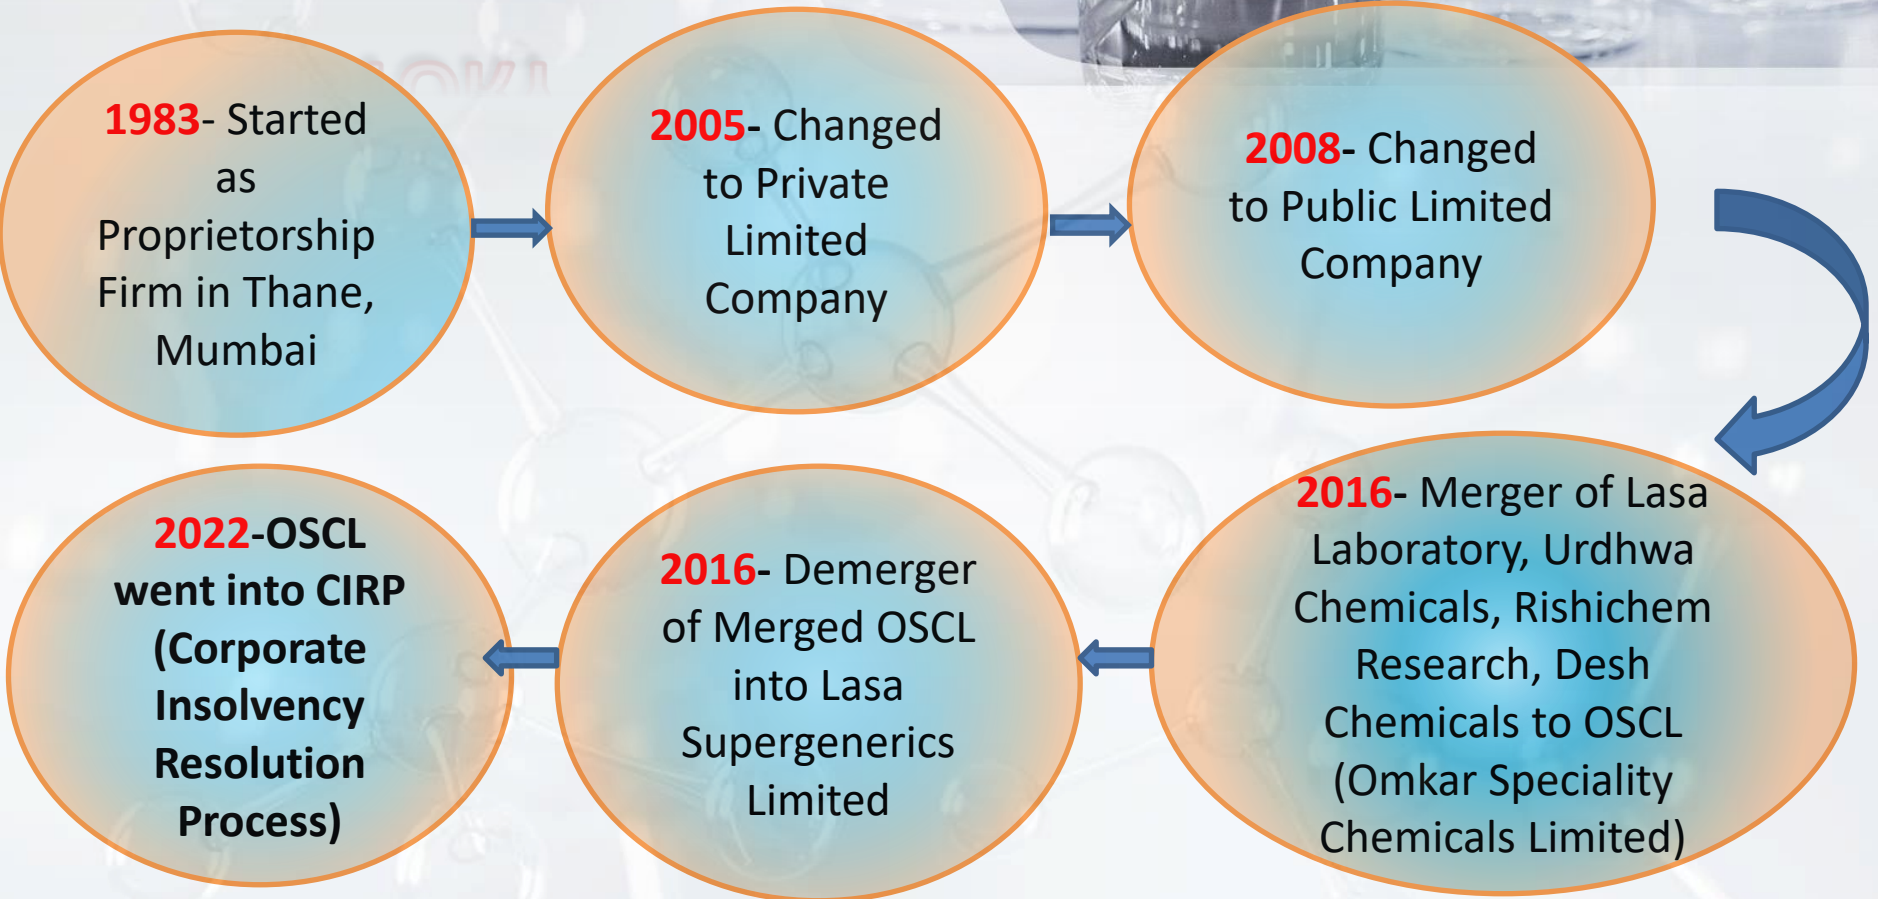 1983- Started
as
Proprietorship
Firm in Thane,
Mumbai
2005- Changed
to Private
Limited
Company
2008- Changed
to Public Limited
Company
2016- Merger of Lasa
Laboratory, Urdhwa
Chemicals, Rishichem
Research, Desh
Chemicals to OSCL
(Omkar Speciality
Chemicals Limited)
2016- Demerger
of Merged OSCL
into Lasa
Supergenerics
Limited
2022-OSCL
went into CIRP
(Corporate
Insolvency
Resolution
Process)